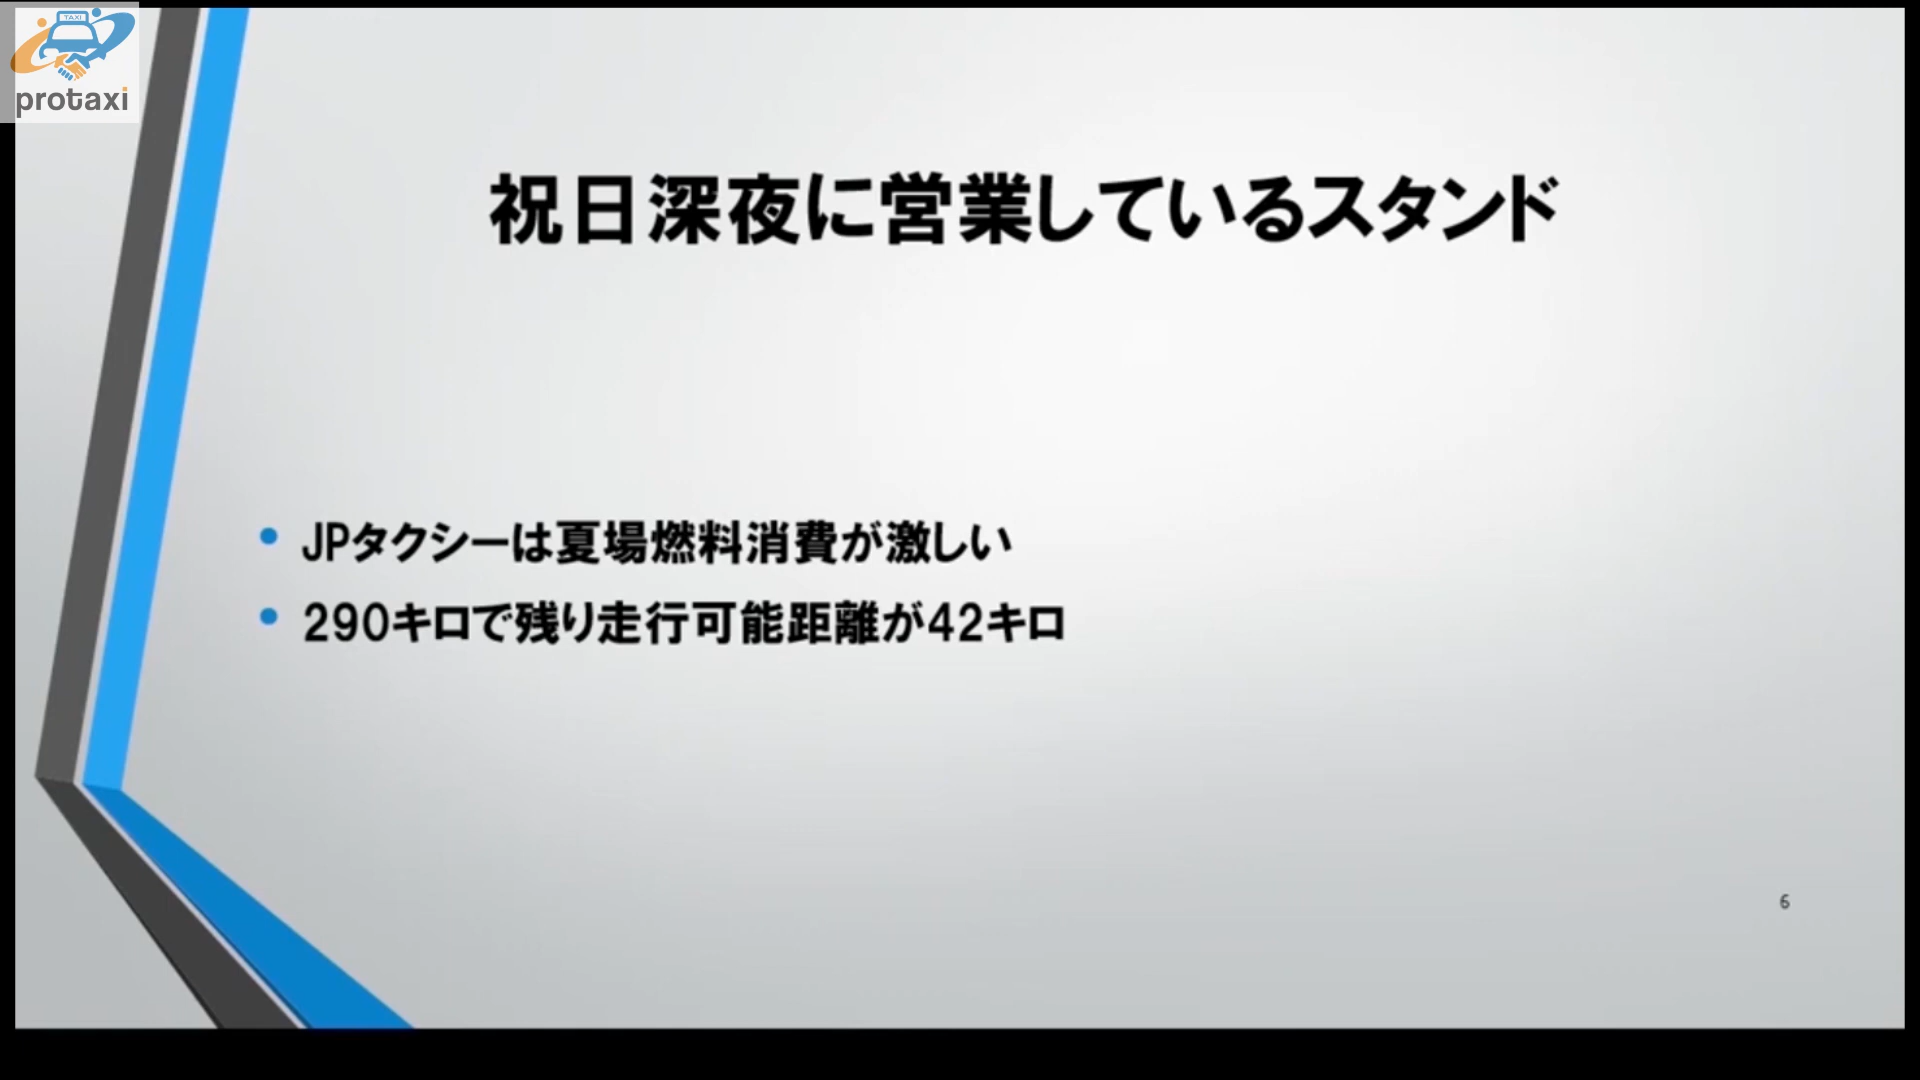 TAXI
protaxi
祝日深夜に営業しているスタンド
• JPタクシーは夏場燃料消費が激しい
• 290キロで残り走行可能距離が42キロ
6